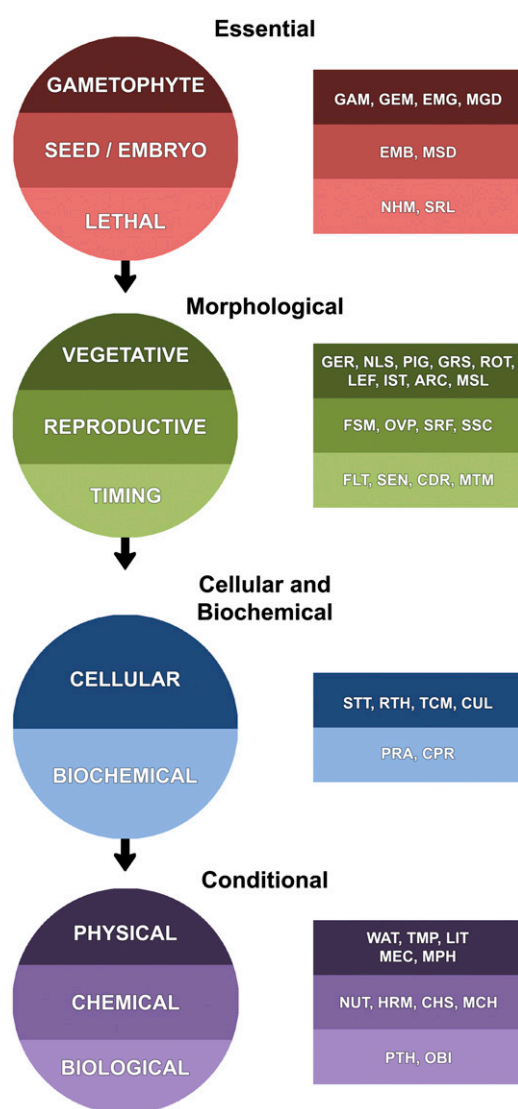 Essential
GAMETOPHYTE
GAM, GEM, EMG, MGD
SEED / EMBRYO
EMB, MSD
LETHAL
NHM, SRL
Morphological
VEGETATIVE
GER, NLS, PIG, GRS, ROT,
LEF, IST, ARC, MSL
REPRODUCTIVE
FSM, OVP, SRF, SSC
TIMING
FLT, SEN, CDR, MTM
Cellular and
Biochemical
CELLULAR
STT, RTH, TCM, CUL
BIOCHEMICAL
PRA, CPR
Conditional
PHYSICAL
WAT, TMP, LIT
MEC, MPH
CHEMICAL
NUT, HRM, CHS, MCH
BIOLOGICAL
PTH, OBI